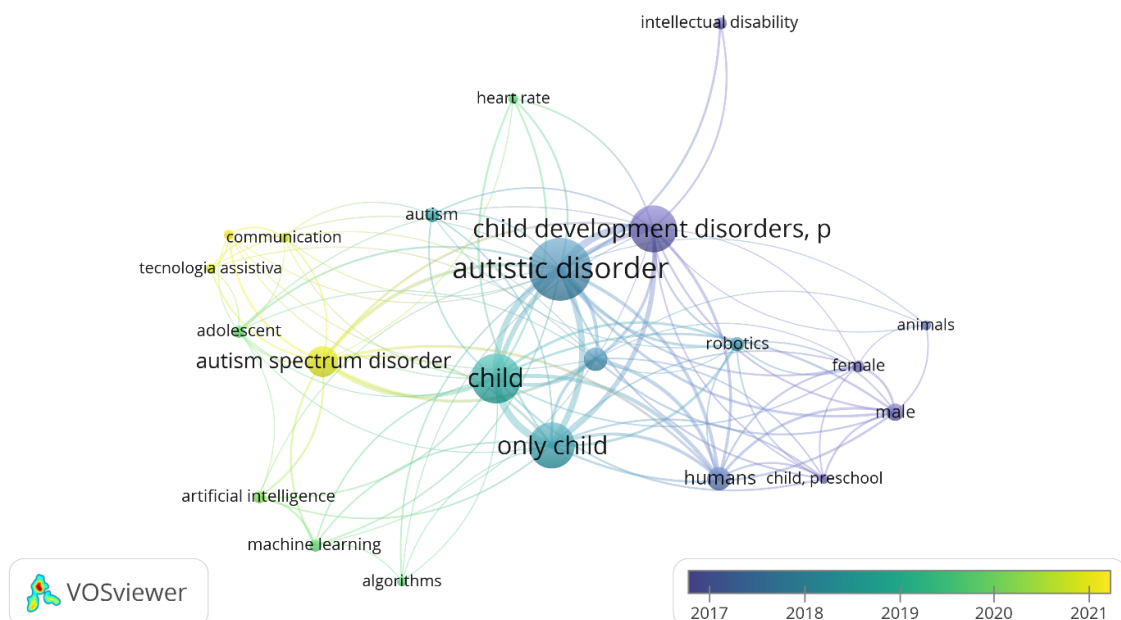 intellectual disability
heart rate
autism
child development disorders, p
communication
tecnologia assistiva
autistic disorder
animals
adolescent
robotics
autism spectrum disorder
female
child
male
only child
humans
child, preschool
artificial intelligence
machine learning
algorithms
VOSviewer
2017
2018
2019
2020
2021